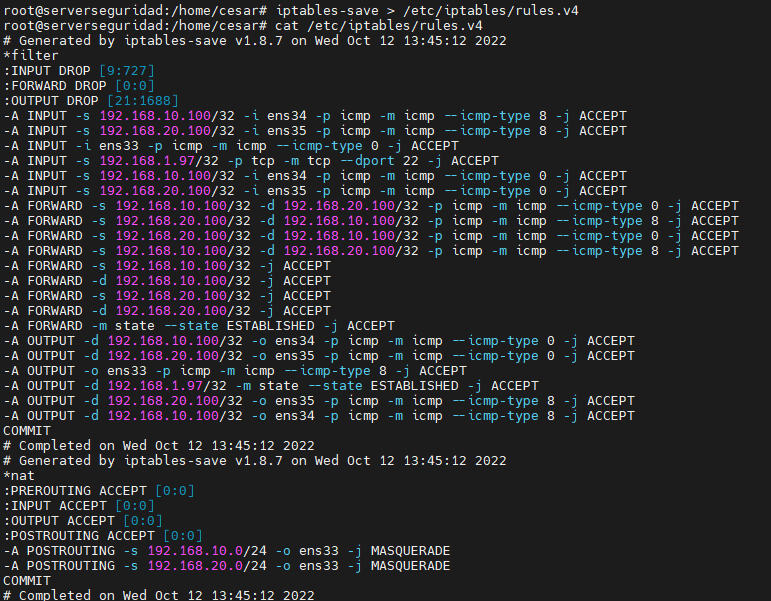 root@serverseguridad:/home/cesar# iptables-save > /etc/iptables/rules.v4
root@serverseguridad:/home/cesar# cat /etc/iptables/rules.v4
# Generated by iptables-save v1.8.7 on Wed Oct 12 13:45:12 2022
*filter
:INPUT DROP [9:727]
:FORWARD DROP [0:0]
:OUTPUT DROP [21:1688]
-A INPUT -s 192.168.10.100/32 -i ens34 -p icmp -m icmp --icmp-type 8 -j ACCEPT
-A INPUT -s 192.168.20.100/32 -i ens35 -p icmp -m icmp --icmp-type 8 -j ACCEPT
-A INPUT -i ens33 -p icmp -m icmp --icmp-type 0 -j ACCEPT
-A INPUT -s 192.168.1.97/32 -p tcp -m tcp --dport 22 -j ACCEPT
-A INPUT -s 192.168.10.100/32 -i ens34 -p icmp -m icmp --icmp-type 0 -j ACCEPT
-A INPUT -s 192.168.20.100/32 -i ens35 -p icmp -m icmp --icmp-type 0 -j ACCEPT
-A FORWARD -s 192.168.10.100/32 -d 192.168.20.100/32 -p icmp -m icmp --icmp-type 0 -j ACCEPT
-A FORWARD -s 192.168.20.100/32 -d 192.168.10.100/32 -p icmp -m icmp --icmp-type 8 -j ACCEPT
-A FORWARD -s 192.168.20.100/32 -d 192.168.10.100/32 -p icmp -m icmp --icmp-type 0 -j ACCEPT
-A FORWARD -s 192.168.10.100/32 -d 192.168.20.100/32 -p icmp -m icmp --icmp-type 8 -j ACCEPT
-A FORWARD -s 192.168.10.100/32 -j ACCEPT
-A FORWARD -d 192.168.10.100/32 -j ACCEPT
-A FORWARD -s 192.168.20.100/32 -j ACCEPT
-A FORWARD -d 192.168.20.100/32 -j ACCEPT
-A FORWARD -m state --state ESTABLISHED -j ACCEPT
-A OUTPUT -d 192.168.10.100/32 -o ens34 -p icmp -m icmp --icmp-type 0 -j ACCEPT
-A OUTPUT -d 192.168.20.100/32 -o ens35 -p icmp -m icmp --icmp-type 0 -j ACCEPT
-A OUTPUT -o ens33 -p icmp -m icmp --icmp-type 8 -j ACCEPT
-A OUTPUT -d 192.168.1.97/32 -m state --state ESTABLISHED -j ACCEPT
-A OUTPUT -d 192.168.20.100/32 -o ens35 -p icmp -m icmp --icmp-type 8 -j ACCEPT
-A OUTPUT -d 192.168.10.100/32 -o ens34 -p icmp -m icmp --icmp-type 8 -j ACCEPT
COMMIT
# Completed on Wed Oct 12 13:45:12 2022
# Generated by iptables-save v1.8.7 on Wed Oct 12 13:45:12 2022
*nat
:PREROUTING ACCEPT [0:0]
:INPUT ACCEPT [0:0]
:OUTPUT ACCEPT [0:0]
:POSTROUTING ACCEPT [0:0]
-A POSTROUTING -s 192.168.10.0/24 -o ens33 -j MASQUERADE
-A POSTROUTING -s 192.168.20.0/24 -o ens33 -j MASQUERADE
COMMIT
# Completed on Wed Oct 12 13:45:12 2022